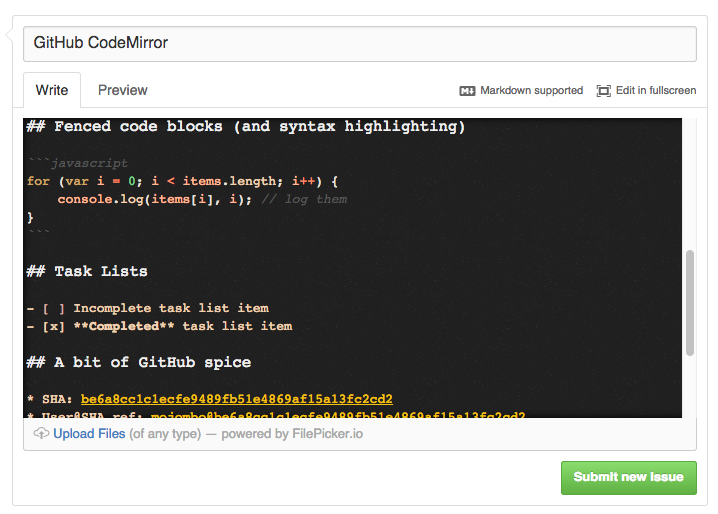 GitHub CodeMirror
Write Preview Markdown supported Edit in fullscreen
## Fenced code blocks (and syntax highlighting)
```javascript
for (var i = 0; i < items.length; i++) {
    console.log(items[i], i); // log them
}
```
## Task Lists
- [ ] Incomplete task list item
- [x] **Completed** task list item
## A bit of GitHub spice
* SHA: be6a8cc1c1ecfe9489fb51e4869af15a13fc2cd2
* User@SHA ref: mojombo@be6a8cc1c1ecfe9489fb51e4869af15a13fc2cd2
Upload Files (of any type) — powered by FilePicker.io
Submit new issue